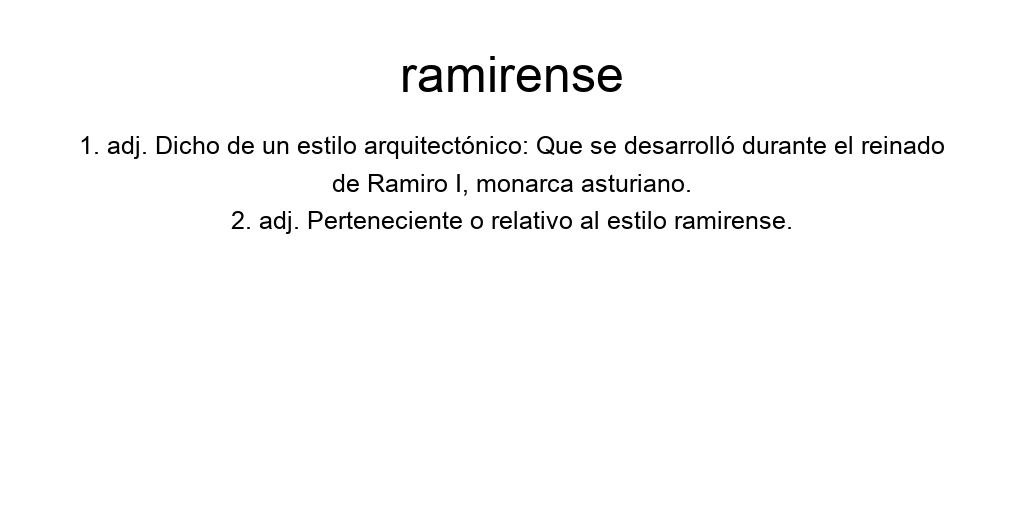 ramirense
1. adj. Dicho de un estilo arquitectónico: Que se desarrolló durante el reinado
de Ramiro I, monarca asturiano.
2. adj. Perteneciente o relativo al estilo ramirense.